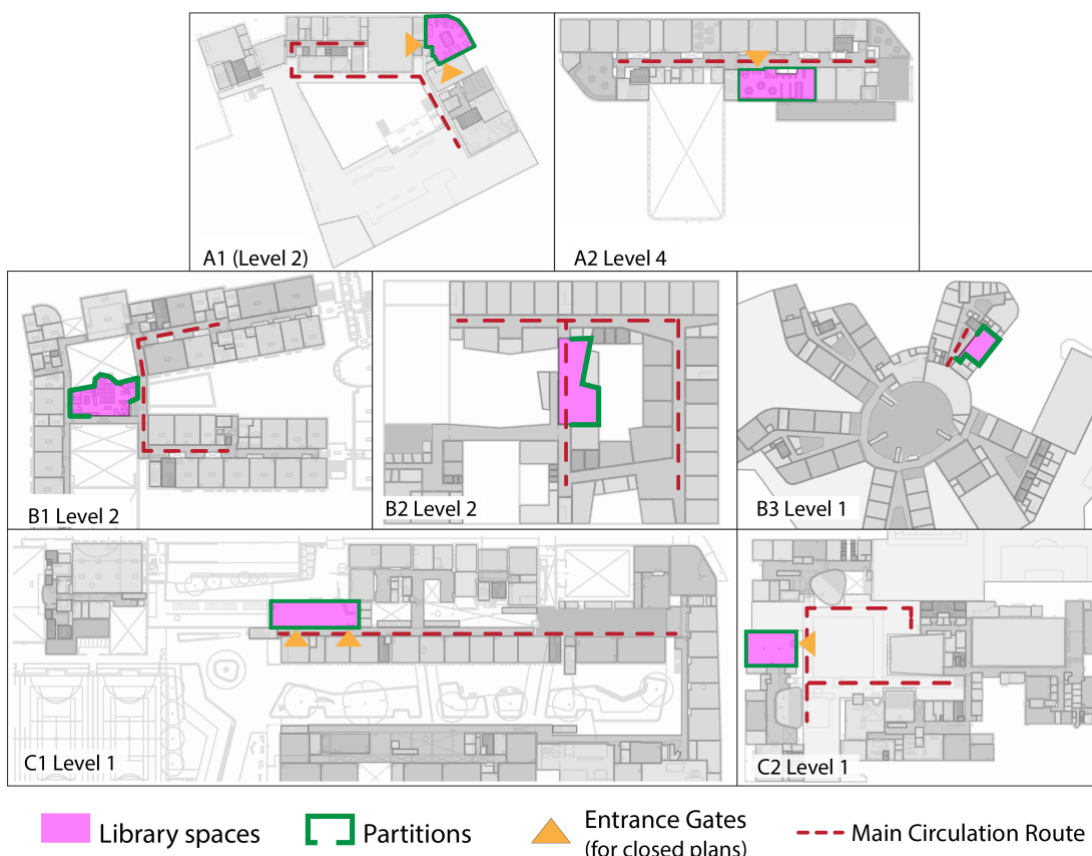 A1 (Level 2)
A2 Level 4
B1 Level 2
B2 Level 2
B3 Level 1
C1 Level 1
C2 Level 1
Library spaces
Partitions
Entrance Gates
(for closed plans)
Main Circulation Route